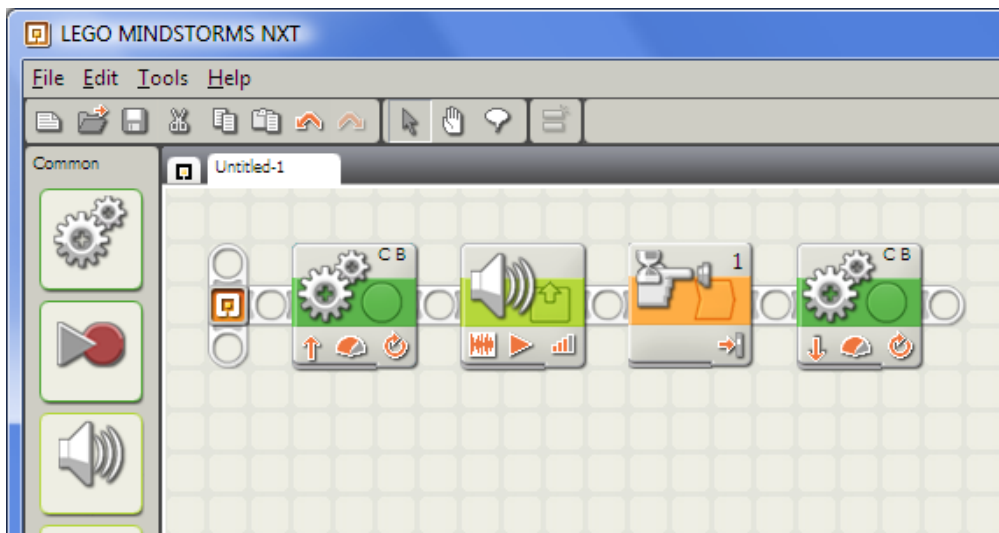 LEGO MINDSTORMS NXT
File Edit Tools Help
Common
Untitled-1
C B
1
C B